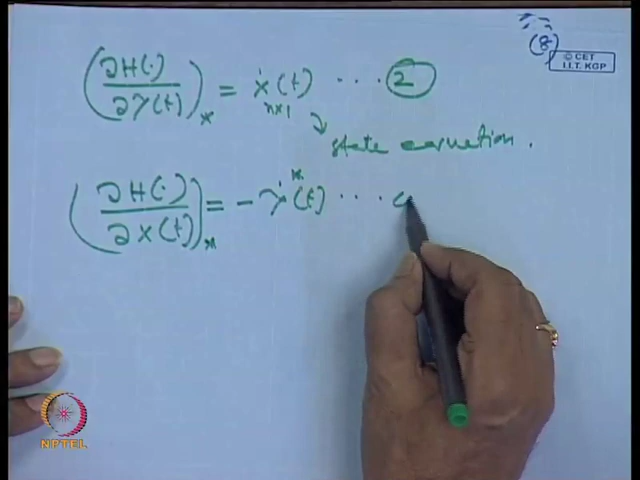 (8)
© CET
I.I.T. KGP
(∂H(·)/∂λ(t))* = ẋ(t) .... 2
n×1
state equation.
(∂H(·)/∂x(t))* = - λ̇*(t) ...
NPTEL